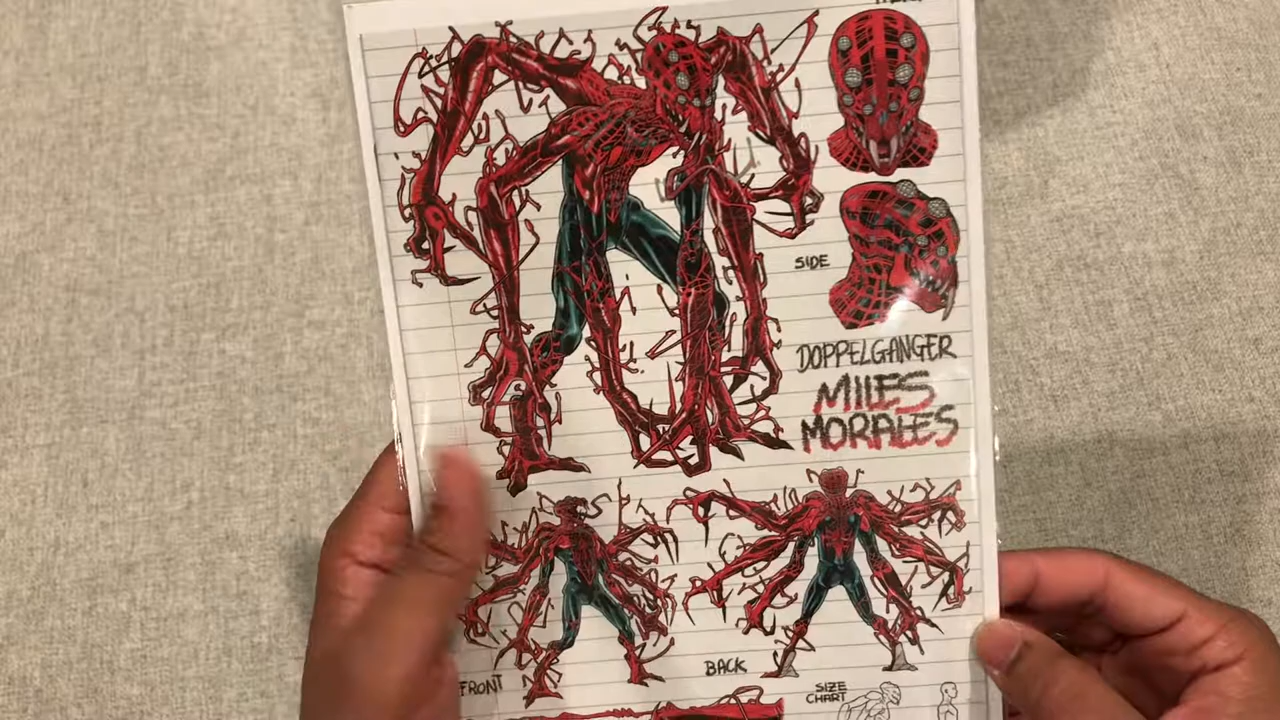 SIDE
DOPPELGANGER
MILES
MORALES
FRONT
BACK
SIZE
CHART